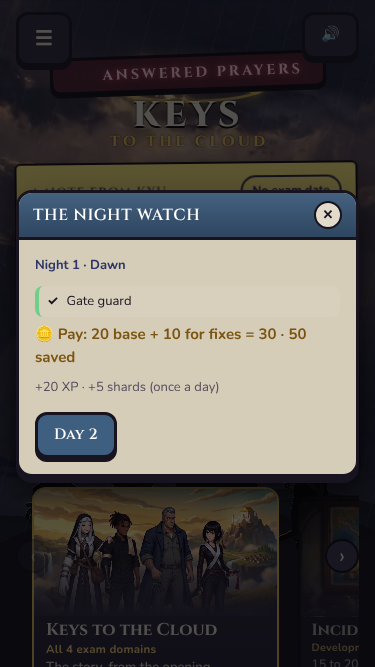 ☰
🔊
ANSWERED PRAYERS
KEYS
TO THE CLOUD
No exam date
THE NIGHT WATCH
×
Night 1 · Dawn
✓ Gate guard
🪙 Pay: 20 base + 10 for fixes = 30 · 50
saved
+20 XP · +5 shards (once a day)
DAY 2
›
KEYS TO THE CLOUD
All 4 exam domains
The story, from the opening
INCID
Develop
15 to 20